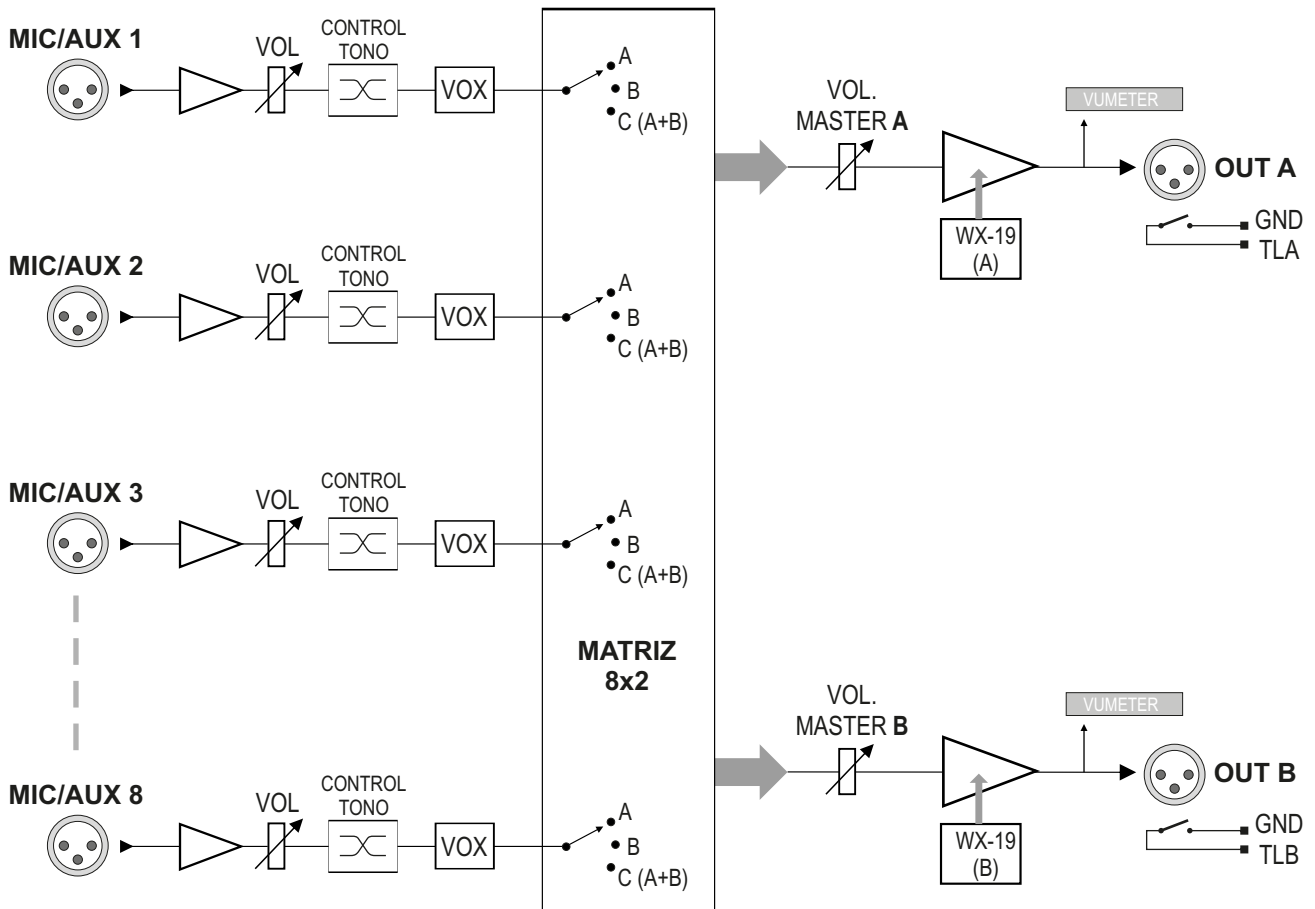 MIC/AUX 1
VOL
CONTROL
TONO
VOX
A
B
C (A+B)
MIC/AUX 2
VOL
CONTROL
TONO
VOX
A
B
C (A+B)
MIC/AUX 3
VOL
CONTROL
TONO
VOX
A
B
C (A+B)
MIC/AUX 8
VOL
CONTROL
TONO
VOX
A
B
C (A+B)
MATRIZ
8x2
VOL.
MASTER A
WX-19
(A)
VUMETER
OUT A
GND
TLA
VOL.
MASTER B
WX-19
(B)
VUMETER
OUT B
GND
TLB